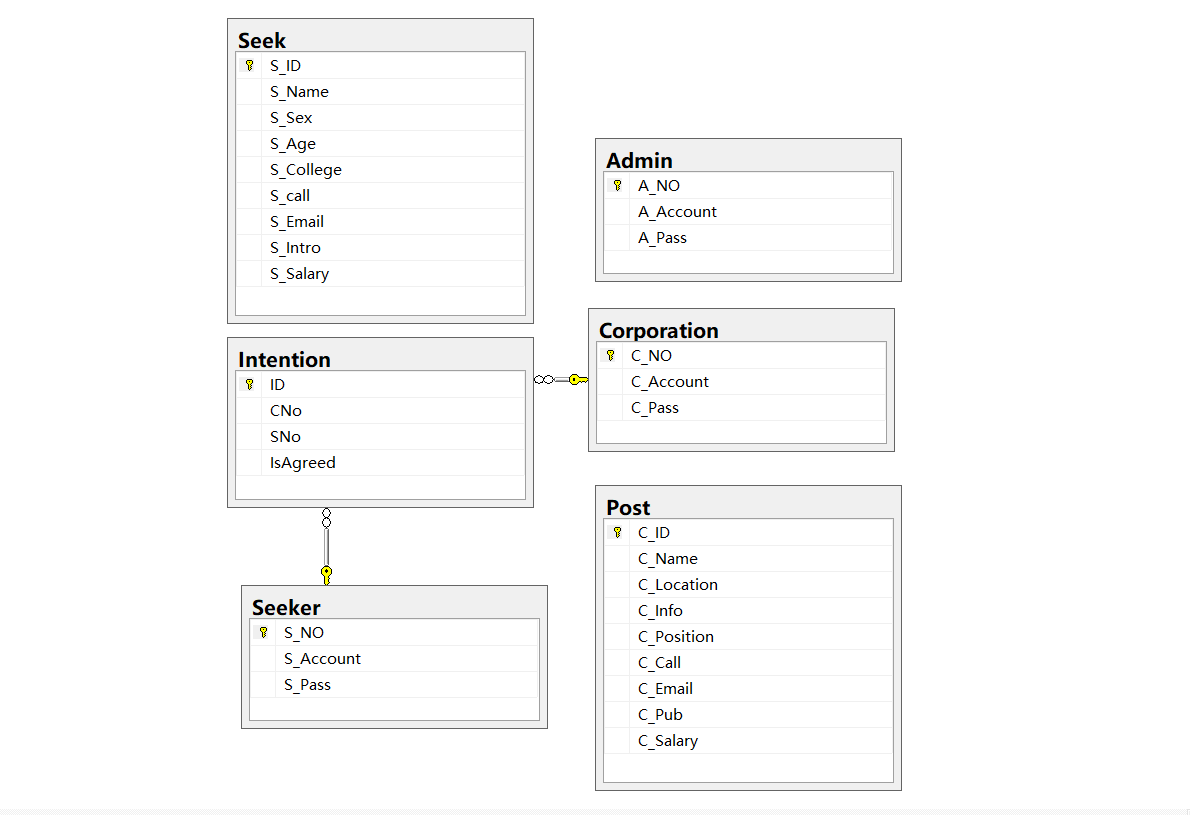 Seek
S_ID
S_Name
S_Sex
S_Age
S_College
S_call
S_Email
S_Intro
S_Salary
Admin
A_NO
A_Account
A_Pass
Intention
ID
CNo
SNo
IsAgreed
Corporation
C_NO
C_Account
C_Pass
Seeker
S_NO
S_Account
S_Pass
Post
C_ID
C_Name
C_Location
C_Info
C_Position
C_Call
C_Email
C_Pub
C_Salary